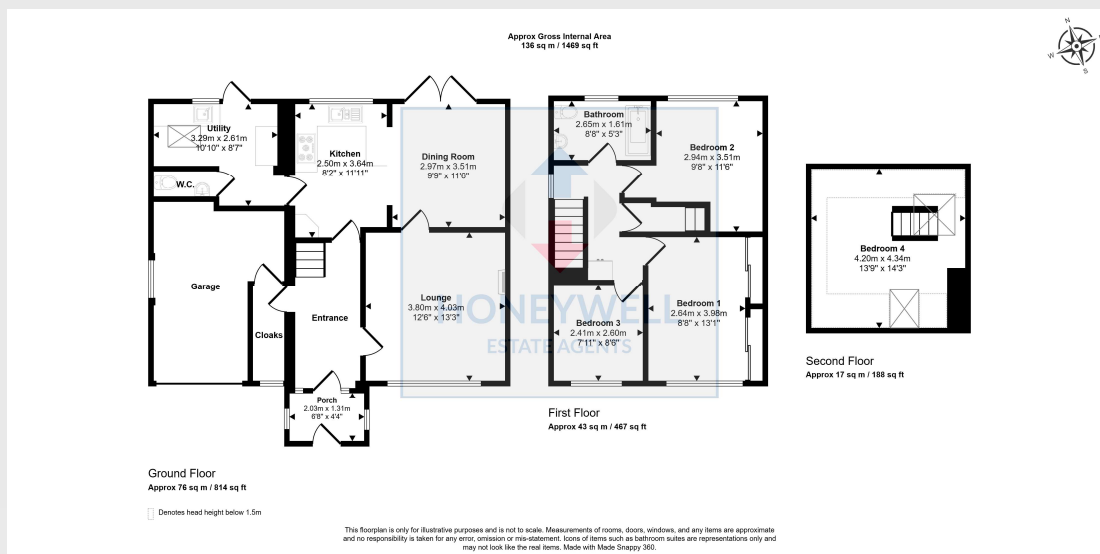 Approx Gross Internal Area
136 sq m / 1469 sq ft
N
W
S
Utility
3.29m x 2.61m
10'10" x 8'7"
W.C.
Kitchen
2.50m x 3.64m
8'2" x 11'11"
Dining Room
2.97m x 3.51m
9'9" x 11'6"
Garage
Cloaks
Entrance
Lounge
3.80m x 4.03m
12'6" x 13'3"
Porch
2.03m x 1.31m
6'8" x 4'4"
Ground Floor
Approx 76 sq m / 814 sq ft
Denotes head height below 1.5m
Bathroom
2.65m x 1.61m
8'8" x 5'3"
Bedroom 2
2.94m x 3.51m
9'8" x 11'6"
Bedroom 3
2.41m x 2.60m
7'11" x 8'6"
Bedroom 1
2.64m x 3.98m
8'8" x 13'1"
First Floor
Approx 43 sq m / 467 sq ft
Bedroom 4
4.20m x 4.34m
13'9" x 14'3"
Second Floor
Approx 17 sq m / 188 sq ft
HONEYWELL
ESTATE AGENTS
This floorplan is only for illustrative purposes and is not to scale. Measurements of rooms, doors, windows, and any items are approximate
and no responsibility is taken for any error, omission or mis-statement. Icons of items such as bathroom suites are representations only and
may not look like the real items. Made with Made Snappy 360.